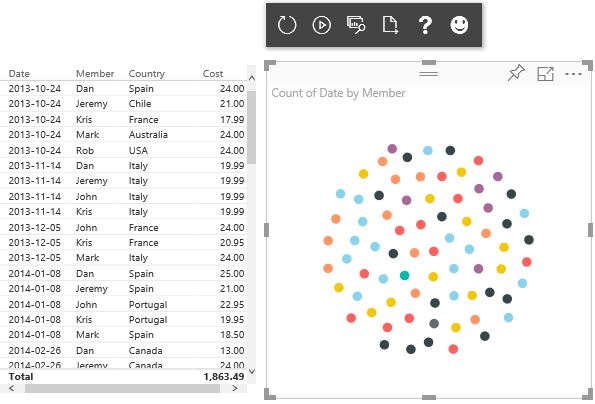 ?
Count of Date by Member
Date Member Country Cost
2013-10-24 Dan Spain 24.00
2013-10-24 Jeremy Chile 21.00
2013-10-24 Kris France 17.99
2013-10-24 Mark Australia 24.00
2013-10-24 Rob USA 24.00
2013-11-14 Dan Italy 19.99
2013-11-14 Jeremy Italy 19.99
2013-11-14 John Italy 19.99
2013-11-14 Kris Italy 19.99
2013-12-05 John France 24.00
2013-12-05 Kris France 20.95
2013-12-05 Mark Italy 24.00
2014-01-08 Dan Spain 25.00
2014-01-08 Jeremy Spain 21.00
2014-01-08 John Portugal 22.95
2014-01-08 Kris Portugal 19.95
2014-01-08 Mark Spain 18.50
2014-02-26 Dan Canada 13.00
2014-02-26 Jeremy Canada 24.00
Total 1,863.49